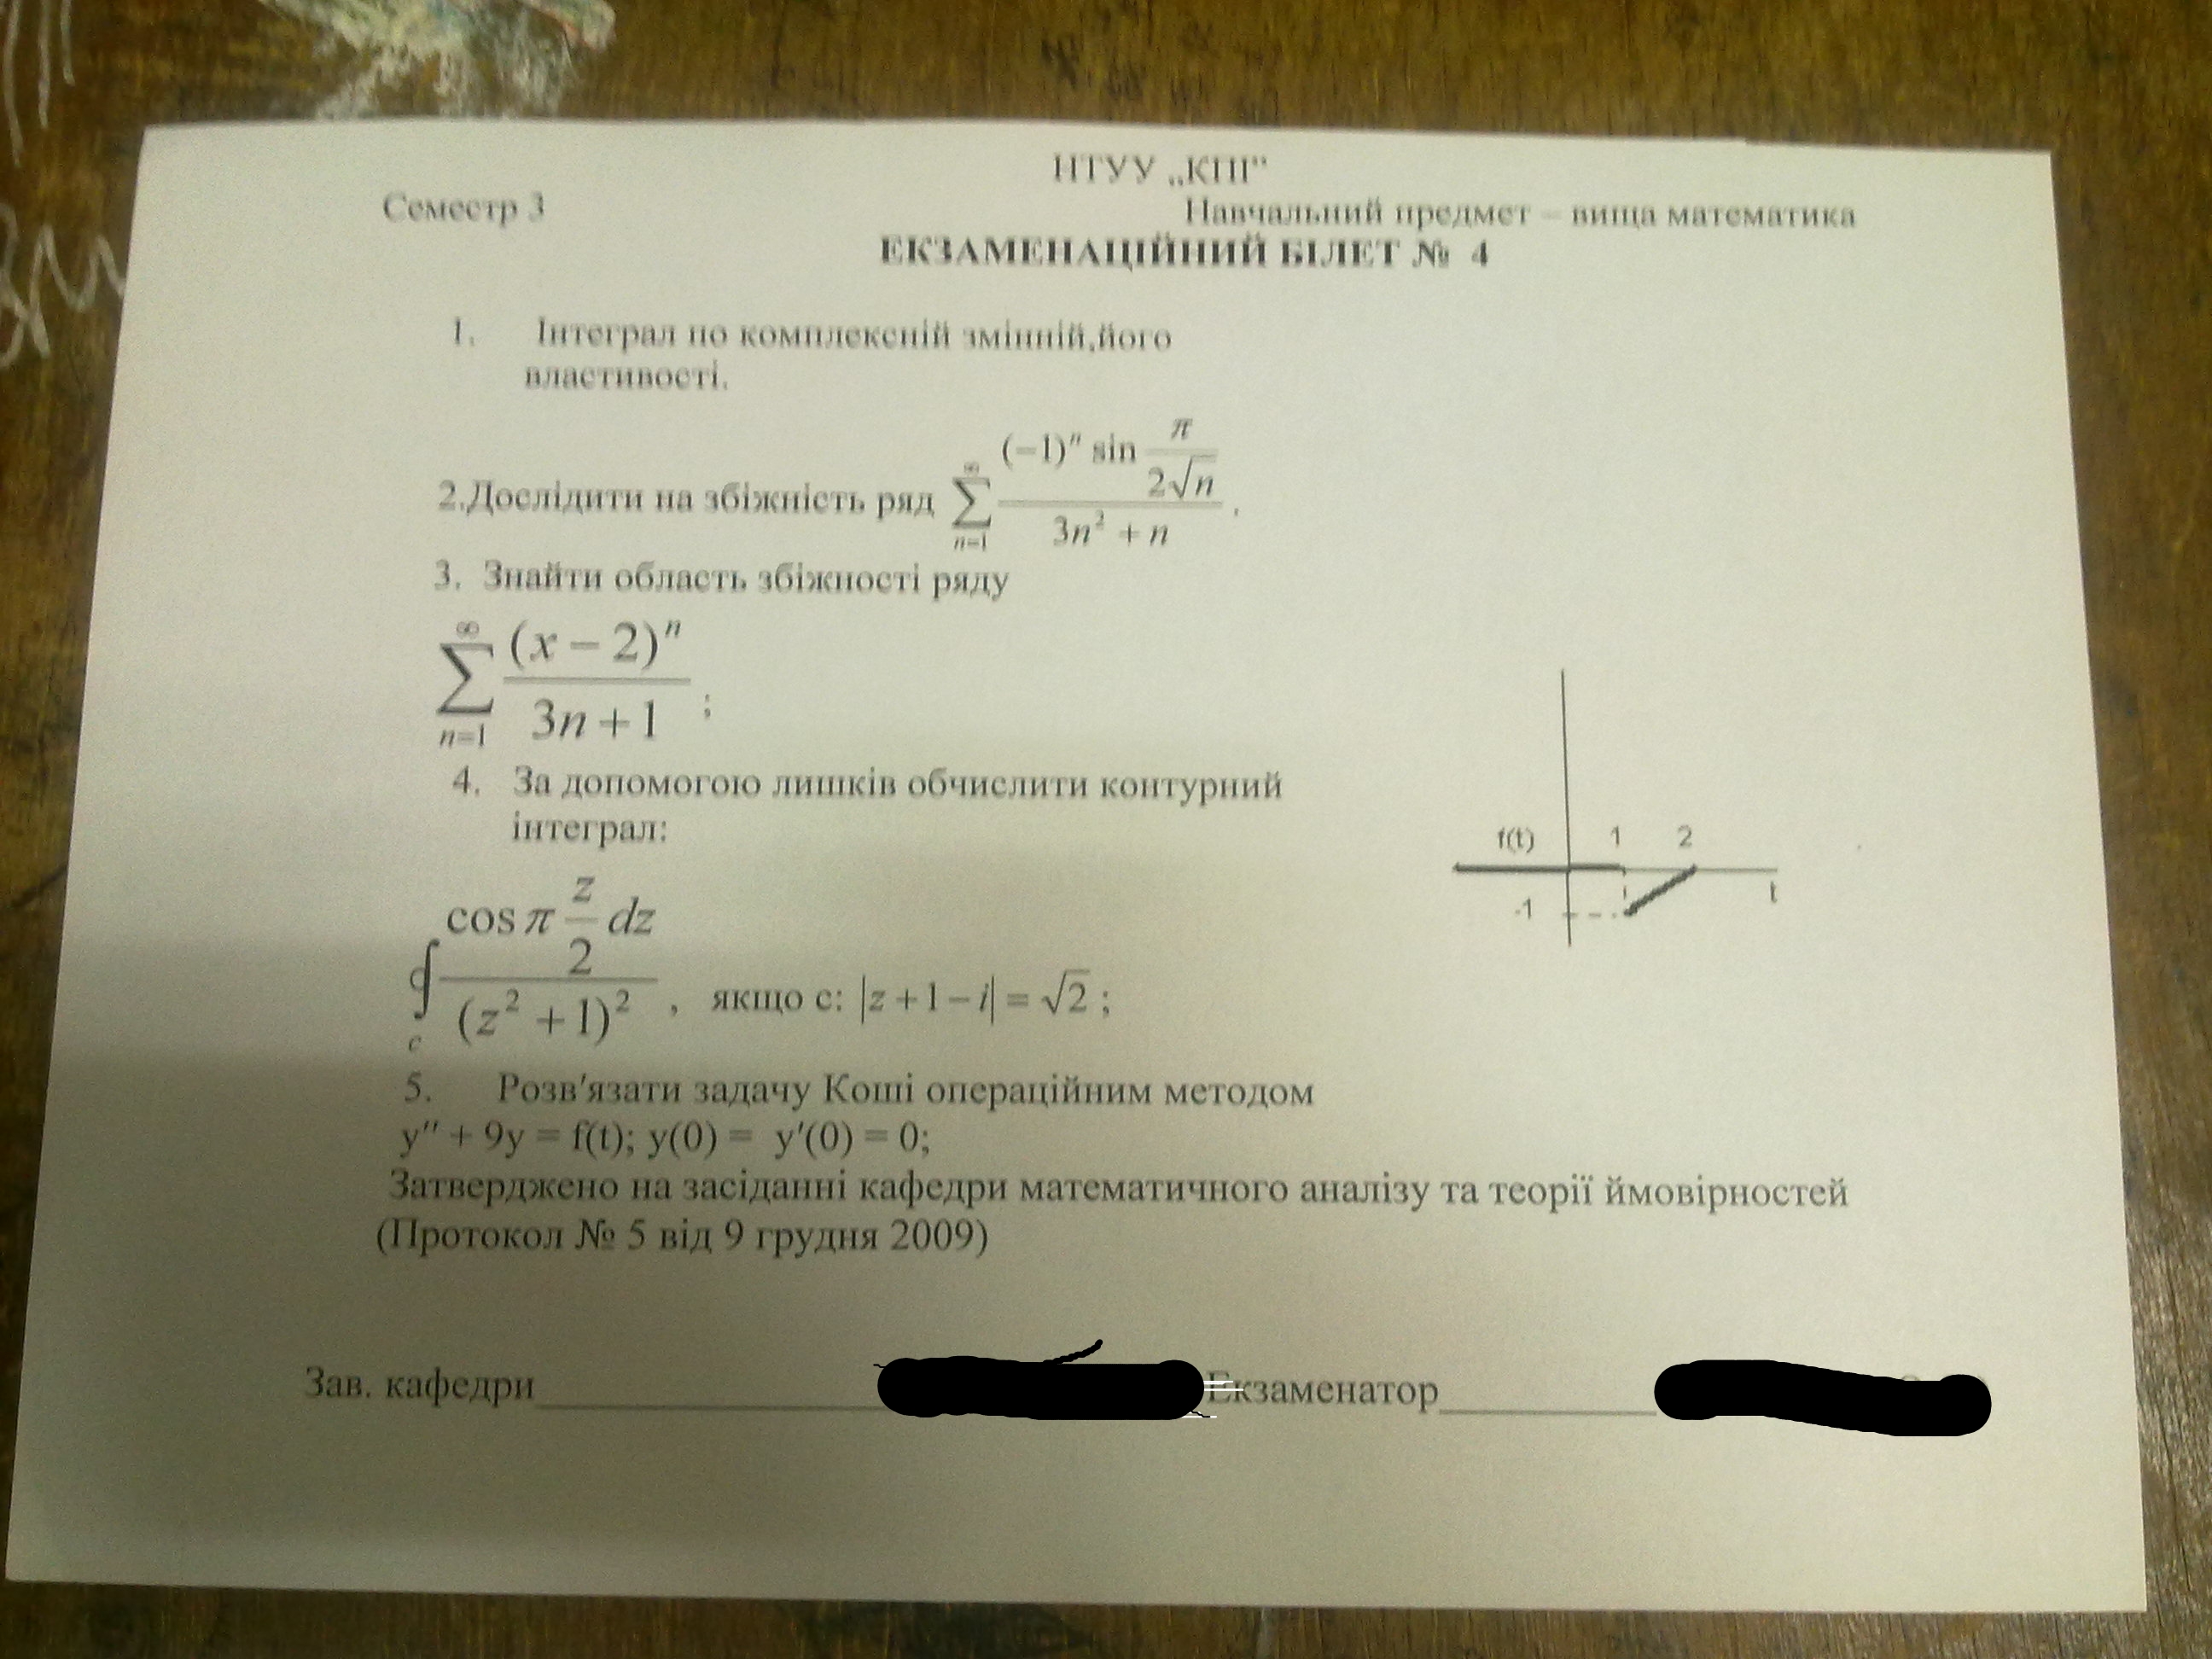 НТУУ „КПІ“
Семестр 3 Навчальний предмет – вища математика
ЕКЗАМЕНАЦІЙНИЙ БІЛЕТ № 4
1. Інтеграл по комплексній змінній,його
властивості.
2.Дослідити на збіжність ряд \sum_{n=1}^{\infty} \frac{(-1)^n \sin \frac{\pi}{2\sqrt{n}}}{3n^2+n}.
3. Знайти область збіжності ряду
\sum_{n=1}^{\infty} \frac{(x-2)^n}{3n+1};
4. За допомогою лишків обчислити контурний
інтеграл:
f(t) 1 2
-1 t
\oint_c \frac{\cos \pi \frac{z}{2} dz}{(z^2+1)^2}, якщо с: |z+1-i| = \sqrt{2};
5. Розв'язати задачу Коші операційним методом
y″ + 9y = f(t); y(0) = y′(0) = 0;
Затверджено на засіданні кафедри математичного аналізу та теорії ймовірностей
(Протокол № 5 від 9 грудня 2009)
Зав. кафедри Екзаменатор